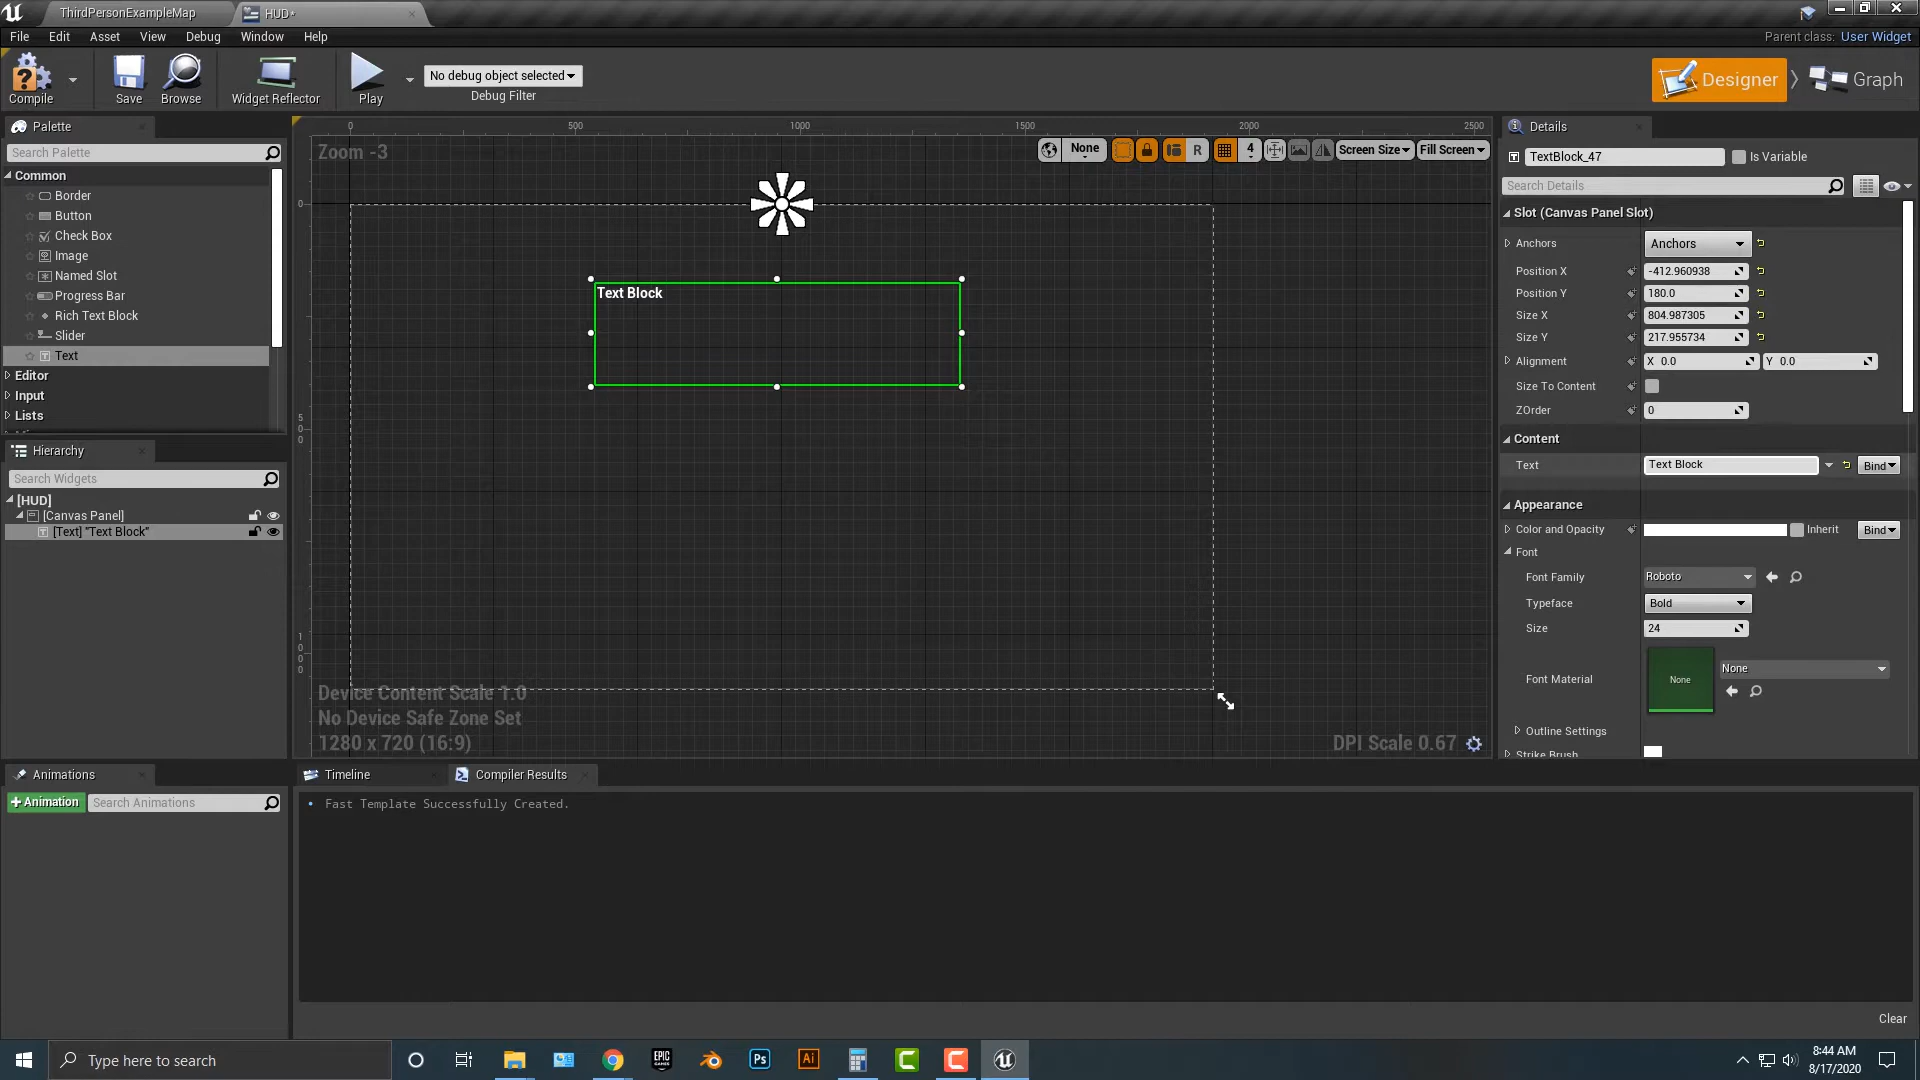 ThirdPersonExampleMap
HUD*
File Edit Asset View Debug Window Help
Parent class: User Widget
Compile
Save
Browse
Widget Reflector
Play
No debug object selected
Debug Filter
Designer
Graph
Palette
Search Palette
Common
Border
Button
Check Box
Image
Named Slot
Progress Bar
Rich Text Block
Slider
Text
Editor
Input
Lists
Hierarchy
Search Widgets
[HUD]
[Canvas Panel]
[Text] "Text Block"
Animations
+Animation
Search Animations
0 500 1000 1500 2000 2500
Zoom -3
None
R
4
Screen Size
Fill Screen
0
500
1000
Text Block
Device Content Scale 1.0
No Device Safe Zone Set
1280 x 720 (16:9)
DPI Scale 0.67
Timeline
Compiler Results
Fast Template Successfully Created.
Clear
Details
TextBlock_47
Is Variable
Search Details
Slot (Canvas Panel Slot)
Anchors Anchors
Position X -412.960938
Position Y 180.0
Size X 804.987305
Size Y 217.955734
Alignment X 0.0 Y 0.0
Size To Content
ZOrder 0
Content
Text Text Block Bind
Appearance
Color and Opacity Inherit Bind
Font
Font Family Roboto
Typeface Bold
Size 24
Font Material None None
Outline Settings
Strike Brush
Type here to search
EPIC GAMES
Ps
Ai
8:44 AM
8/17/2020